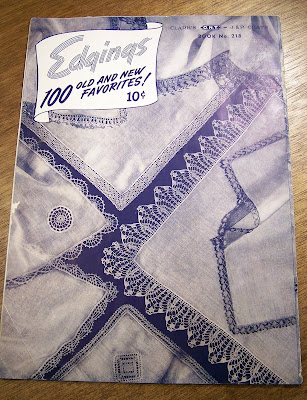 Edgings
100 OLD AND NEW
FAVORITES!
10¢
CLARK'S O.N.T. – J. & P. COATS
BOOK No. 218